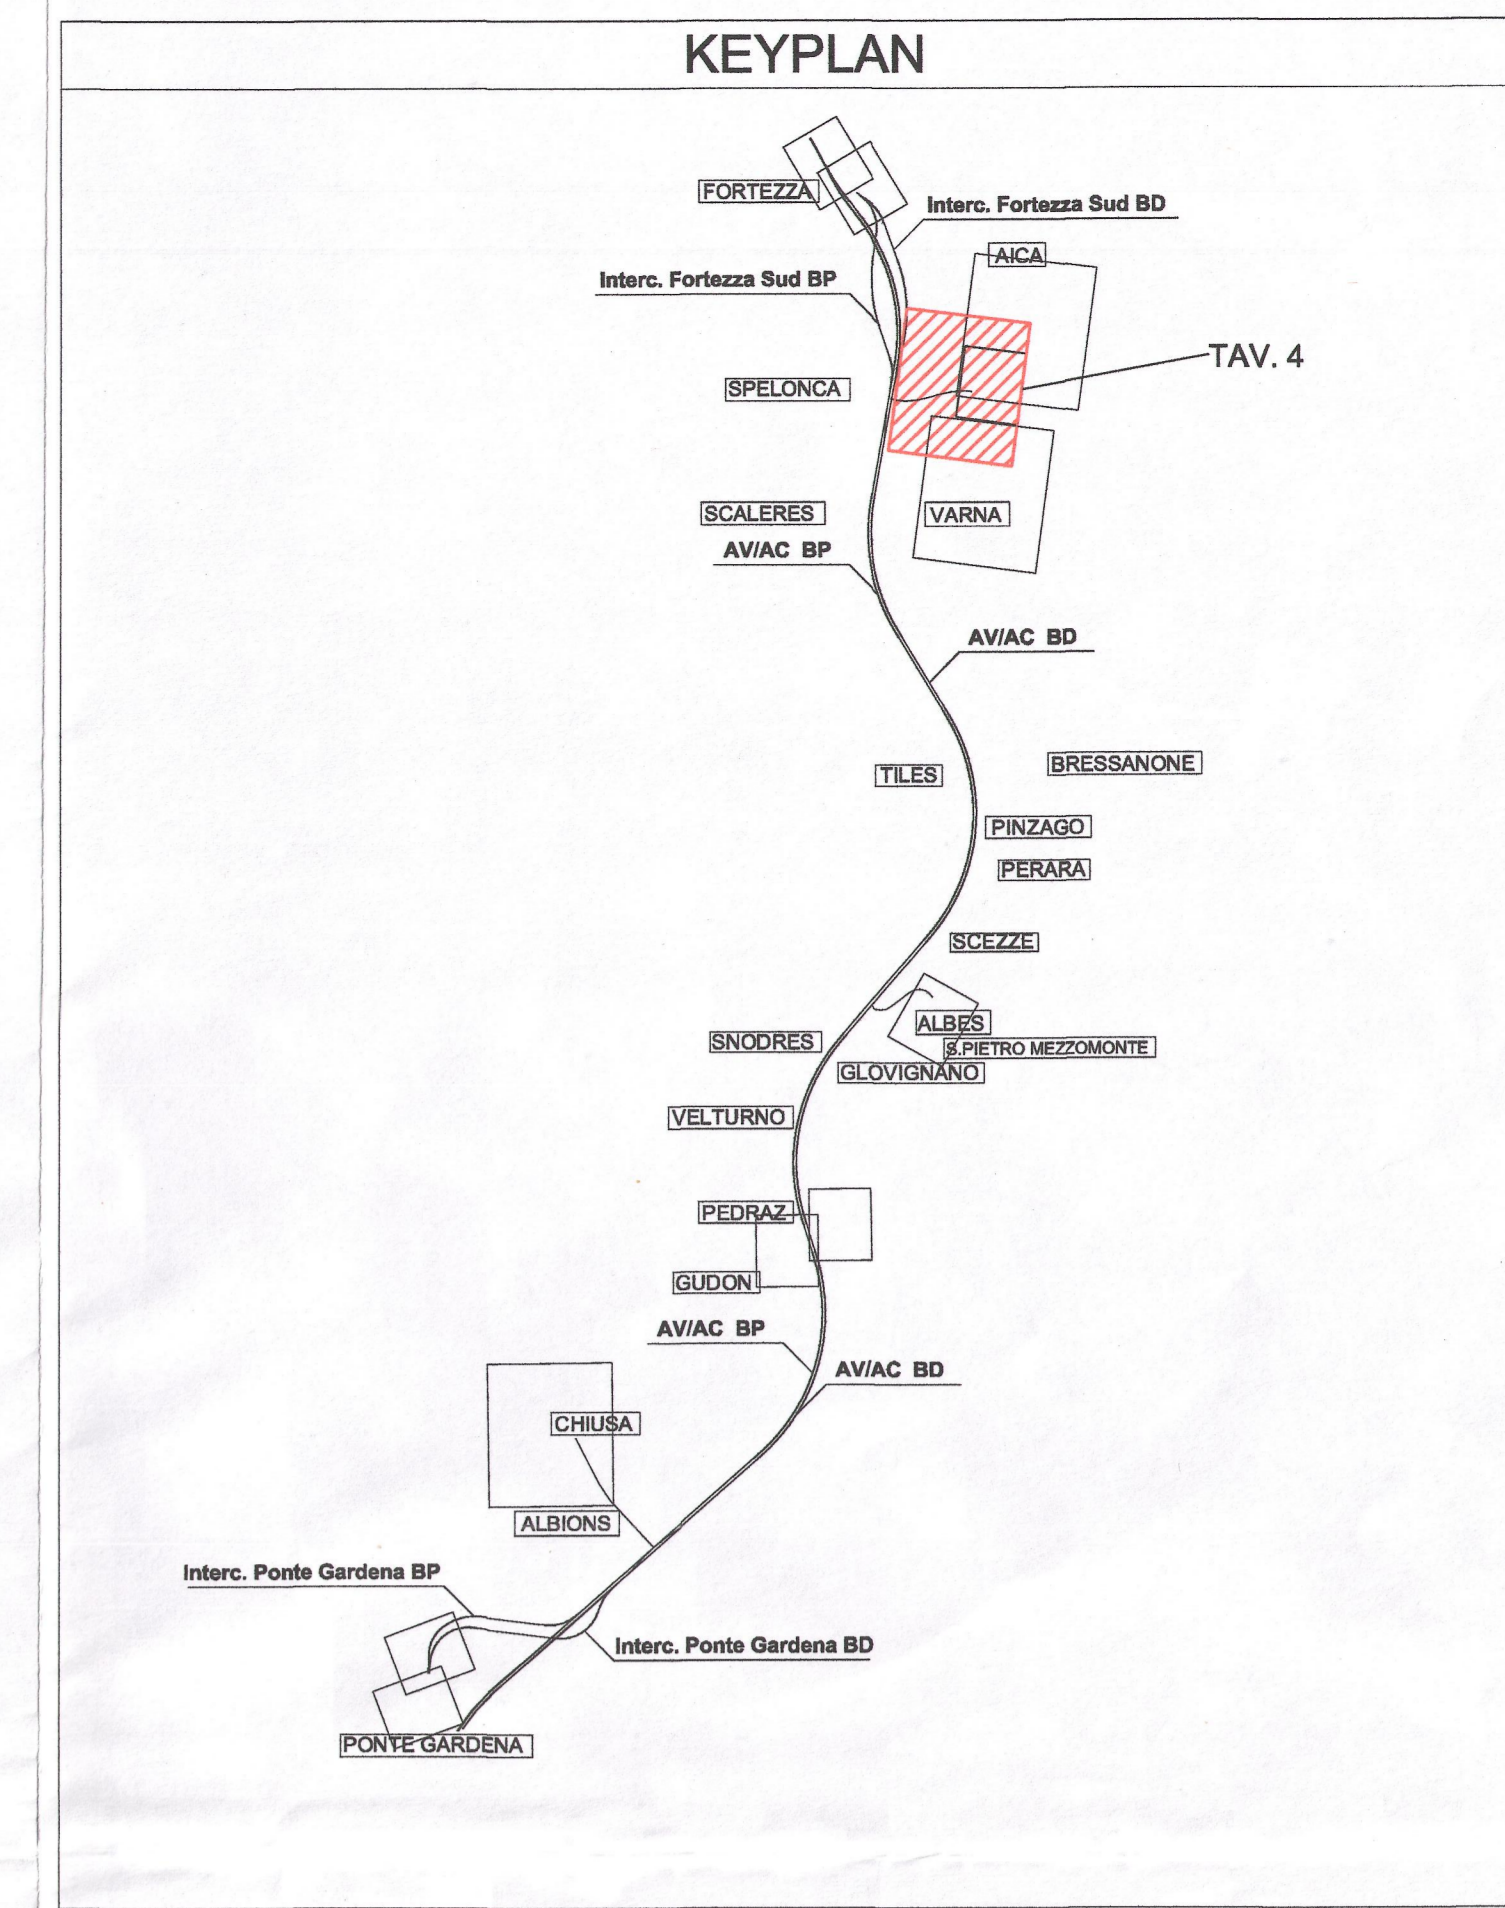 KEYPLAN
FORTEZZA
Interc. Fortezza Sud BD
AICA
Interc. Fortezza Sud BP
TAV. 4
SPELONCA
SCALERES
VARNA
AV/AC BP
AV/AC BD
TILES
BRESSANONE
PINZAGO
PERARA
SCEZZE
ALBES
SNODRES
S.PIETRO MEZZOMONTE
GLOVIGNANO
VELTURNO
PEDRAZ
GUDON
AV/AC BP
AV/AC BD
CHIUSA
ALBIONS
Interc. Ponte Gardena BP
Interc. Ponte Gardena BD
PONTE GARDENA